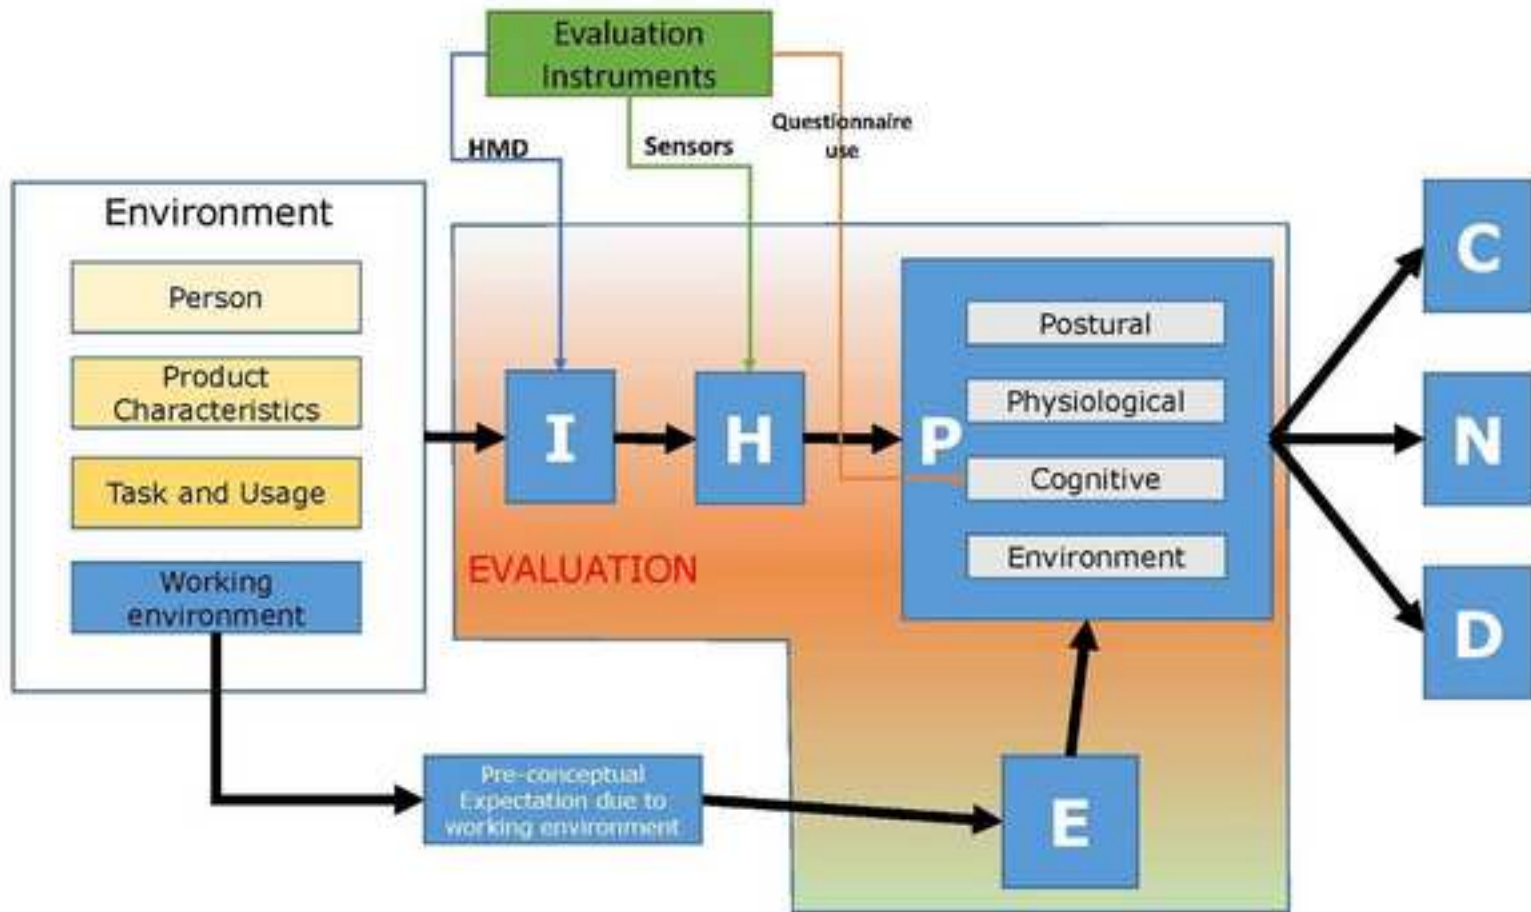 Evaluation
Instruments
HMD
Sensors
Questionnaire
use
Environment
Person
Product
Characteristics
Task and Usage
Working
environment
I
H
P
Postural
Physiological
Cognitive
Environment
EVALUATION
C
N
D
Pre-conceptual
Expectation due to
working environment
E